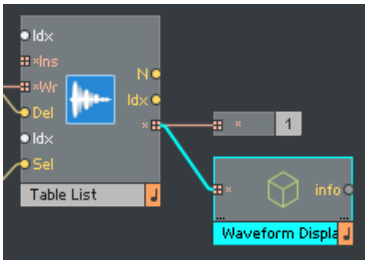 Idx
×Ins
×Wr
N
Idx
Del
×
× 1
Idx
Sel
× info
Table List
Waveform Displa